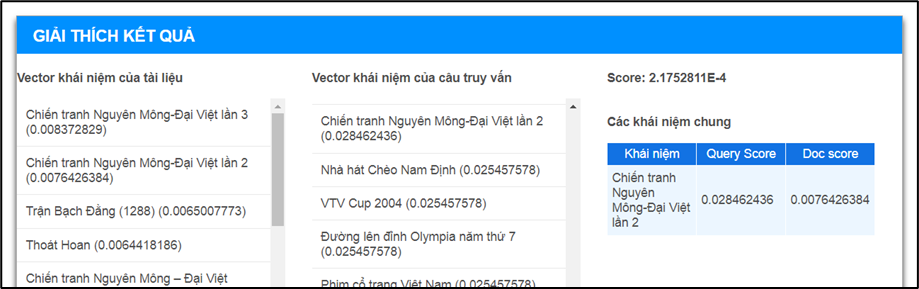 GIẢI THÍCH KẾT QUẢ
Vector khái niệm của tài liệu
Chiến tranh Nguyên Mông-Đại Việt lần 3
(0.008372829)
Chiến tranh Nguyên Mông-Đại Việt lần 2
(0.0076426384)
Trận Bạch Đằng (1288) (0.0065007773)
Thoát Hoan (0.0064418186)
Chiến tranh Nguyên Mông – Đại Việt
Vector khái niệm của câu truy vấn
Chiến tranh Nguyên Mông-Đại Việt lần 2
(0.028462436)
Nhà hát Chèo Nam Định (0.025457578)
VTV Cup 2004 (0.025457578)
Đường lên đỉnh Olympia năm thứ 7
(0.025457578)
Phim cổ trang Việt Nam (0.025457578)
Score: 2.1752811E-4
Các khái niệm chung
Khái niệm Query Score Doc score
Chiến tranh
Nguyên
Mông-Đại Việt
lần 2
0.028462436 0.0076426384